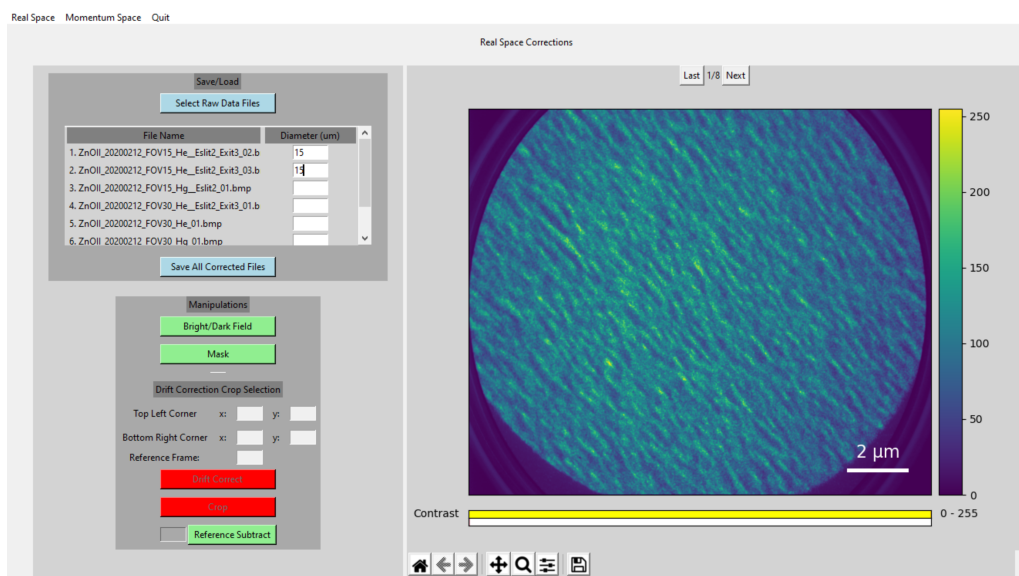 Real Space Momentum Space Quit
Real Space Corrections
Save/Load
Select Raw Data Files
File Name Diameter (um)
1. ZnOII_20200212_FOV15_He__Eslit2_Exit3_02.b 15
2. ZnOII_20200212_FOV15_He__Eslit2_Exit3_03.b 15
3. ZnOII_20200212_FOV15_Hg__Eslit2_01.bmp
4. ZnOII_20200212_FOV30_He__Eslit2_Exit3_01.b
5. ZnOII_20200212_FOV30_He_01.bmp
6. ZnOII_20200212_FOV30_Hg_01.bmp
Save All Corrected Files
Manipulations
Bright/Dark Field
Mask
Drift Correction Crop Selection
Top Left Corner x: y:
Bottom Right Corner x: y:
Reference Frame:
Drift Correct
Crop
Reference Subtract
Last 1/8 Next
250
200
150
100
50
0
2 μm
Contrast 0 - 255